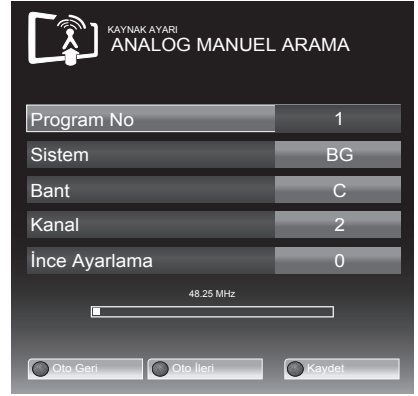 KAYNAK AYARI
ANALOG MANUEL ARAMA
Program No 1
Sistem BG
Bant C
Kanal 2
İnce Ayarlama 0
48.25 MHz
Oto Geri Oto İleri Kaydet